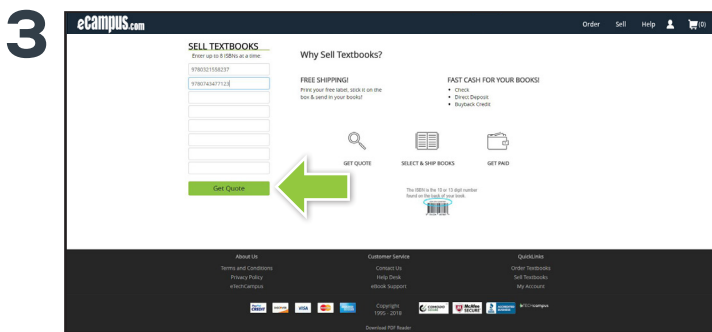 3
eCampus.com
Order Sell Help (0)
SELL TEXTBOOKS
Enter up to 8 ISBNs at a time
9780321558237
9780743477123
Get Quote
Why Sell Textbooks?
FREE SHIPPING!
Print your free label, stick it on the
box & send in your books!
FAST CASH FOR YOUR BOOKS!
• Check
• Direct Deposit
• Buyback Credit
GET QUOTE
SELECT & SHIP BOOKS
GET PAID
The ISBN is the 10 or 13 digit number
found on the back of your book.
About Us
Terms and Conditions
Privacy Policy
eTechCampus
Customer Service
Contact Us
Help Desk
eBook Support
QuickLinks
Order Textbooks
Sell Textbooks
My Account
CREDIT
VISA
Copyright
1995 - 2018
McAfee
SECURE
Download PDF Reader